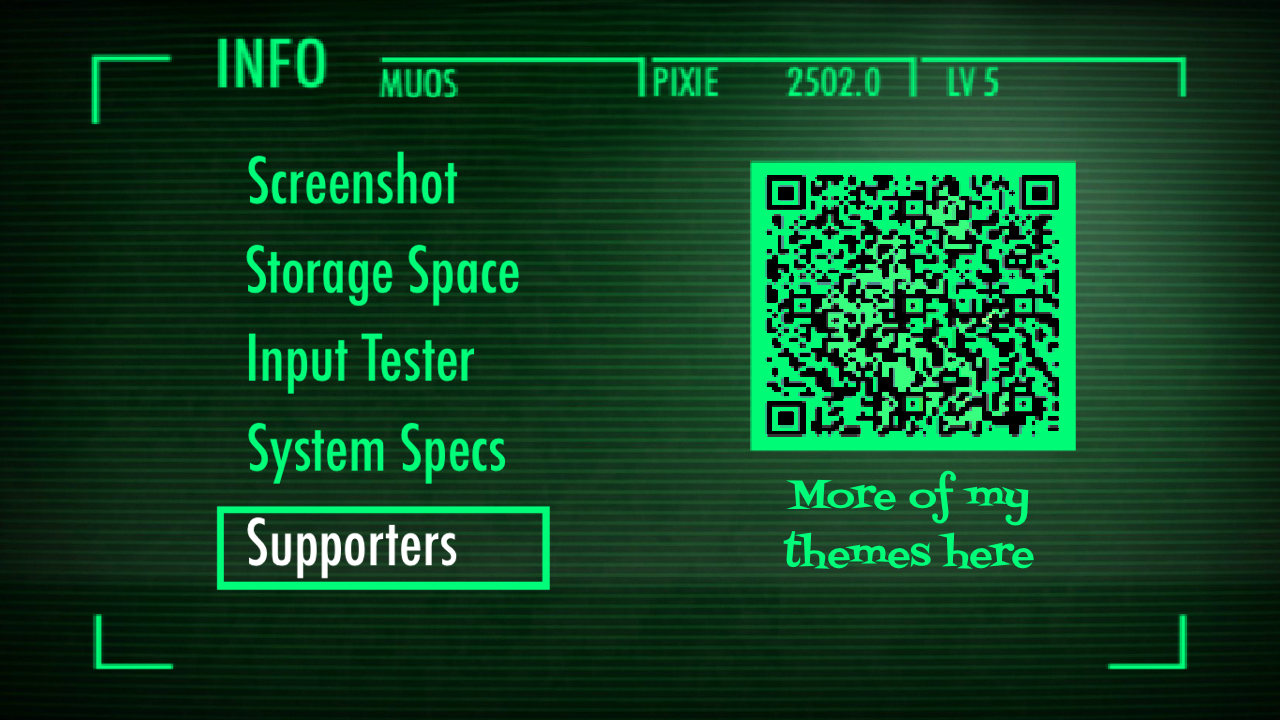 INFO
MUOS PIXIE 2502.0 LV 5
Screenshot
Storage Space
Input Tester
System Specs
Supporters
More of my
themes here